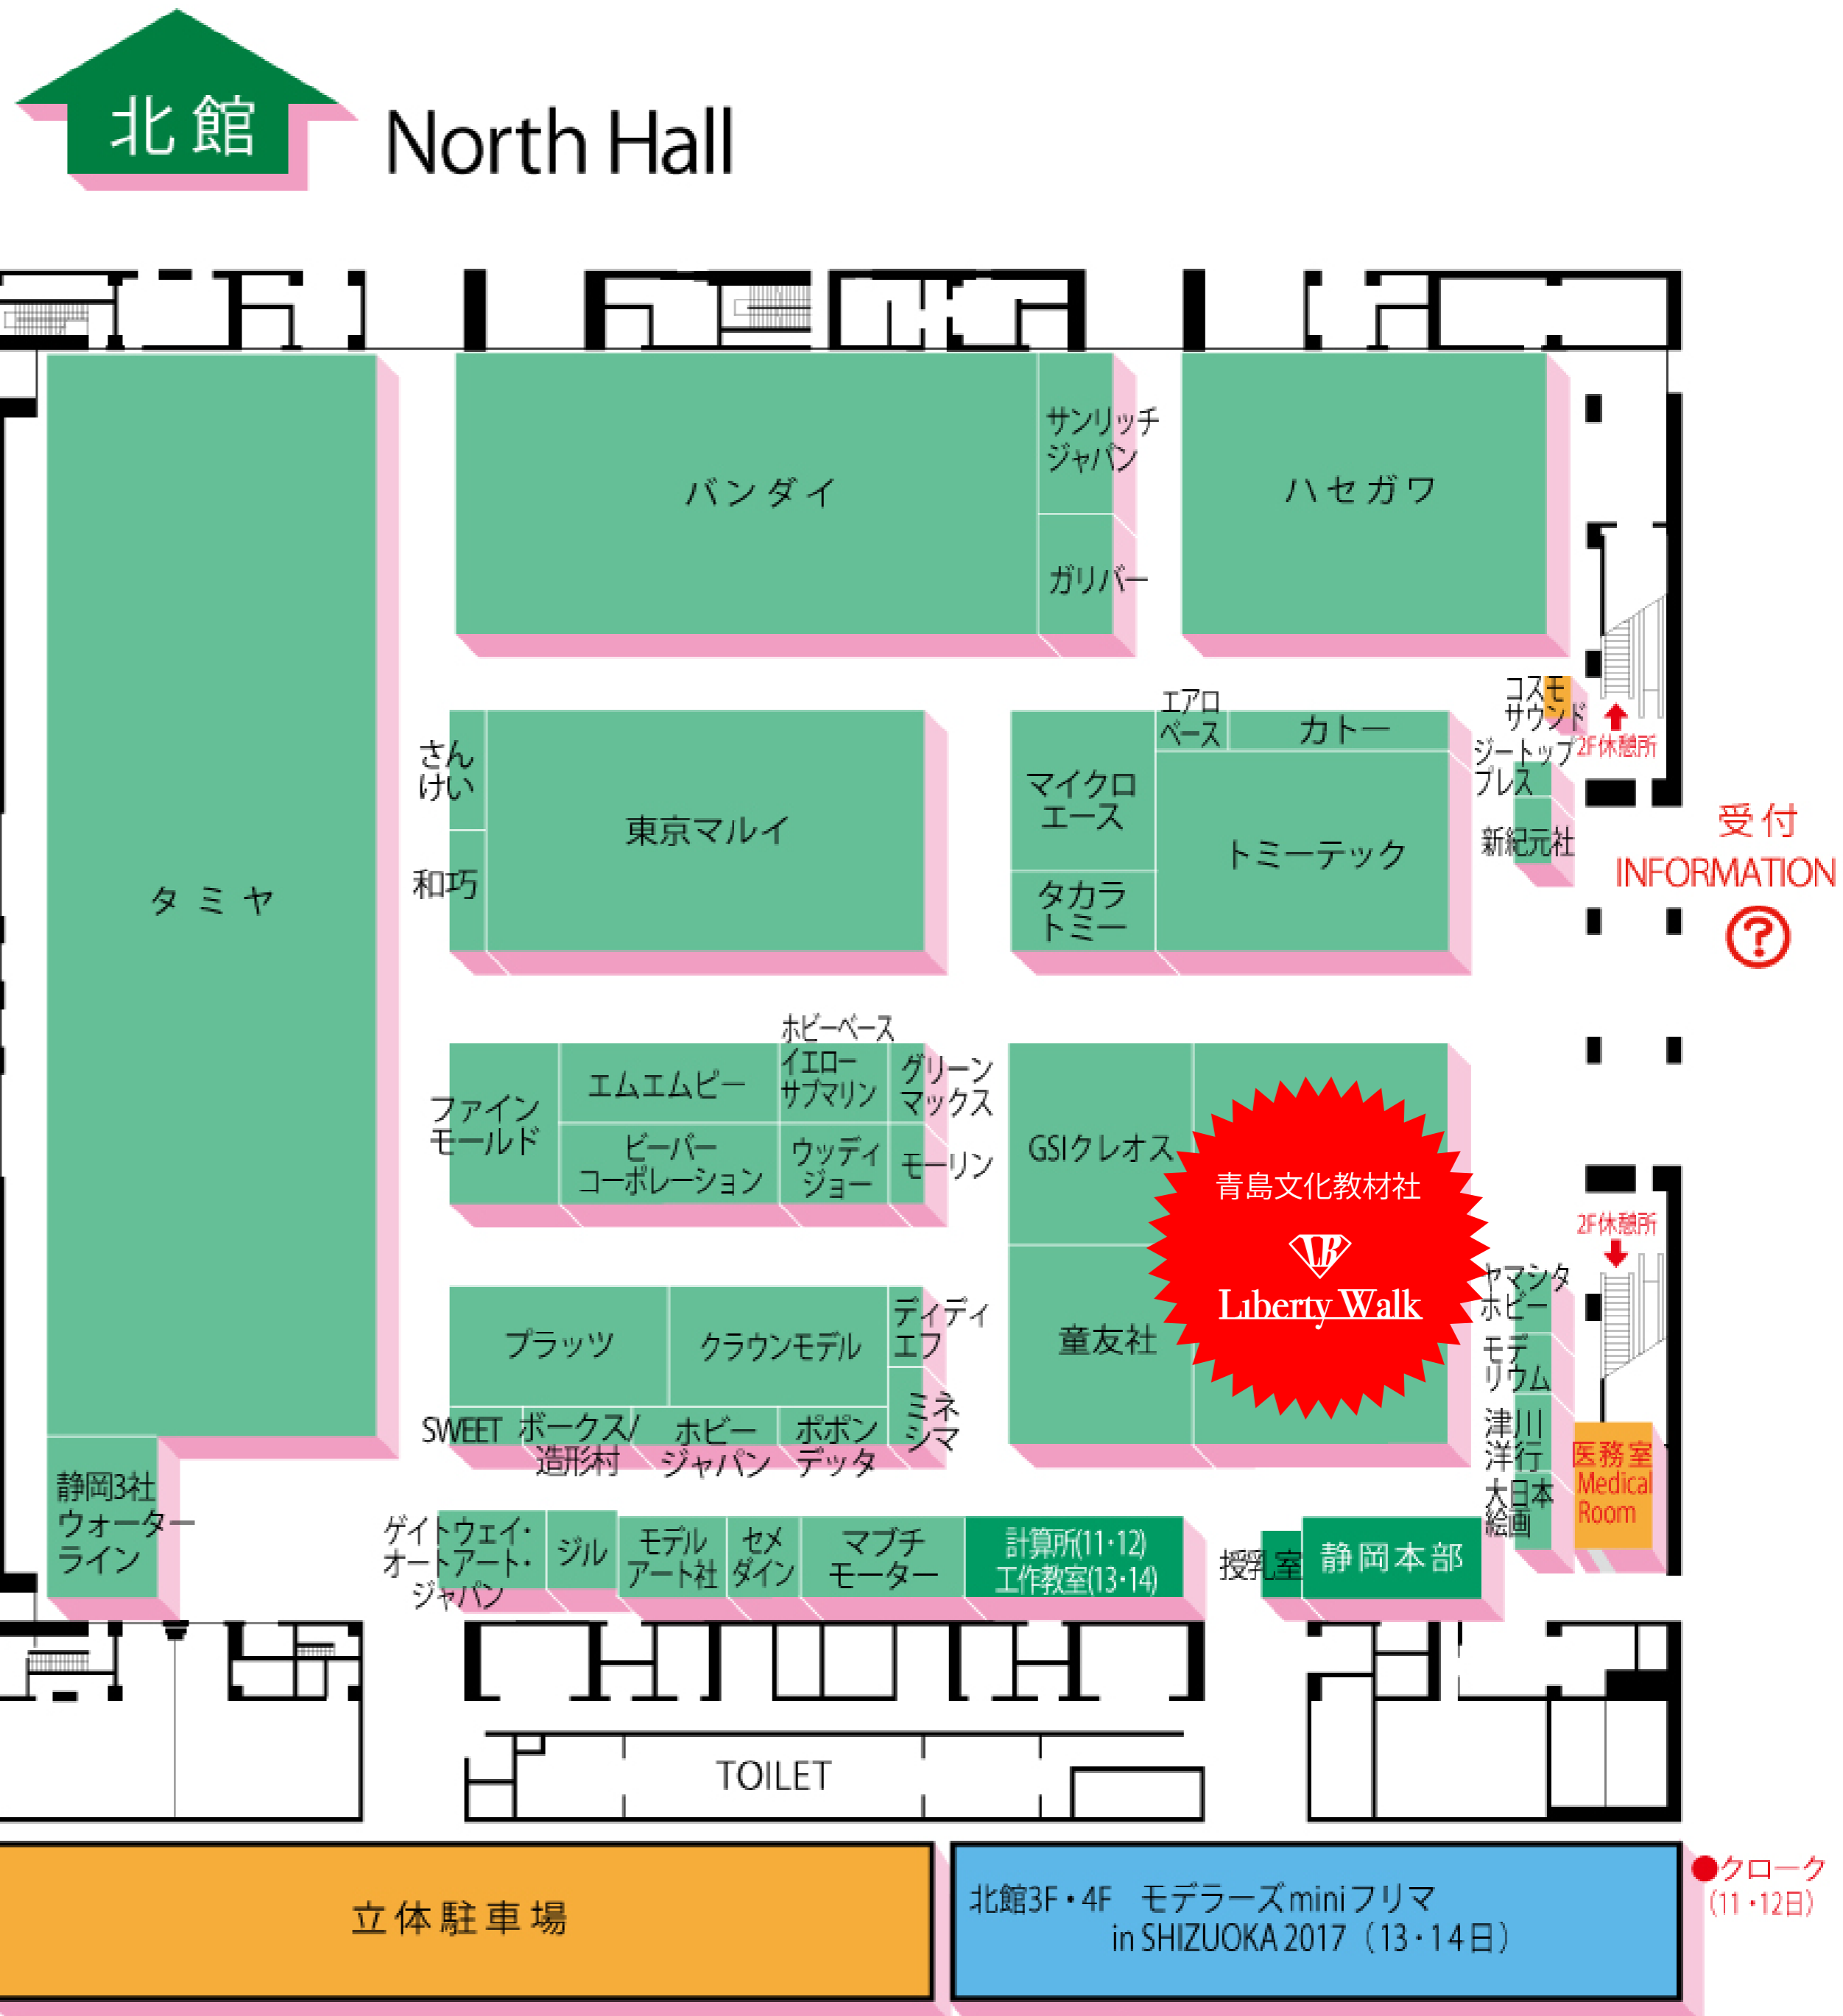 北館
North Hall
タミヤ
バンダイ
サンリッチ
ジャパン
ガリバー
ハセガワ
コスモ
サウンド
2F休憩所
ジートップ
プレス
新紀元社
受付
INFORMATION
?
さん
けい
和巧
東京マルイ
マイクロ
エース
タカラ
トミー
エアロ
ベース
カトー
トミーテック
ファイン
モールド
エムエムピー
ビーバー
コーポレーション
ホビーベース
イエロー
サブマリン
ウッディ
ジョー
グリーン
マックス
モーリン
GSIクレオス
童友社
青島文化教材社
LB
Liberty Walk
2F休憩所
ヤマシタ
ホビー
モデ
リウム
津川
洋行
大日本
絵画
医務室
Medical
Room
プラッツ
クラウンモデル
ディディ
エフ
ミネ
シマ
SWEET
ボークス/
造形村
ホビー
ジャパン
ポポン
デッタ
静岡3社
ウォーター
ライン
ゲイトウェイ・
オートアート・
ジャパン
ジル
モデル
アート社
セメ
ダイン
マブチ
モーター
計算所(11・12)
工作教室(13・14)
授乳室
静岡本部
TOILET
立体駐車場
北館3F・4F　モデラーズminiフリマ
in SHIZUOKA 2017（13・14日）
●クローク
（11・12日）